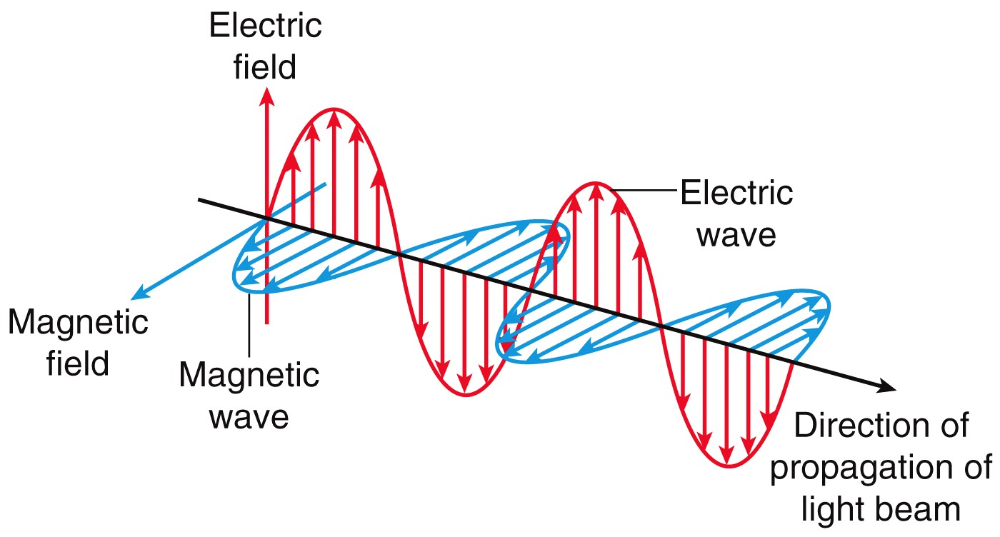 Electric
field
Electric
wave
Magnetic
field
Magnetic
wave
Direction of
propagation of
light beam